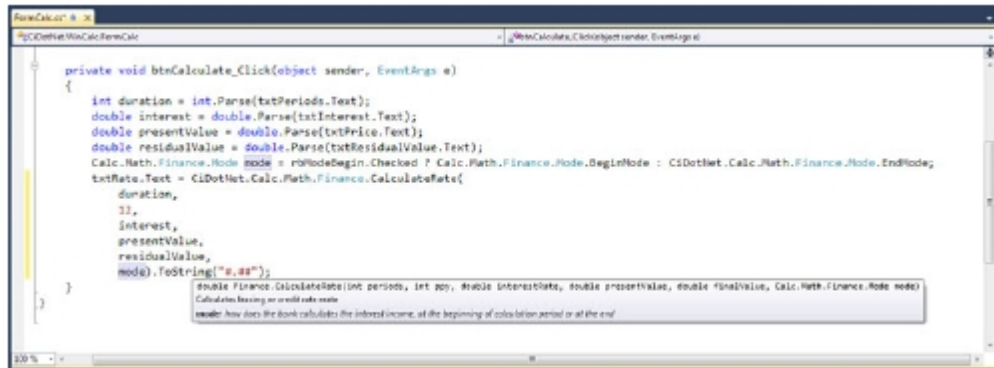 FormCalc.cs*
CiDotNet.WinCalc.FormCalc
btnCalculate_Click(object sender, EventArgs e)
private void btnCalculate_Click(object sender, EventArgs e)
{
int duration = int.Parse(txtPeriods.Text);
double interest = double.Parse(txtInterest.Text);
double presentValue = double.Parse(txtPrice.Text);
double residualValue = double.Parse(txtResidualValue.Text);
Calc.Math.Finance.Mode mode = rbModeBegin.Checked ? Calc.Math.Finance.Mode.BeginMode : CiDotNet.Calc.Math.Finance.Mode.EndMode;
txtRate.Text = CiDotNet.Calc.Math.Finance.CalculateRate(
duration,
12,
interest,
presentValue,
residualValue,
mode).ToString("#.##");
double Finance.CalculateRate(int periods, int ppy, double interestRate, double presentValue, double finalValue, Calc.Math.Finance.Mode mode)
Calculates leasing or credit rate
mode: how does the bank calculates the interest income, at the beginning of calculation period or at the end
}
}
100 %